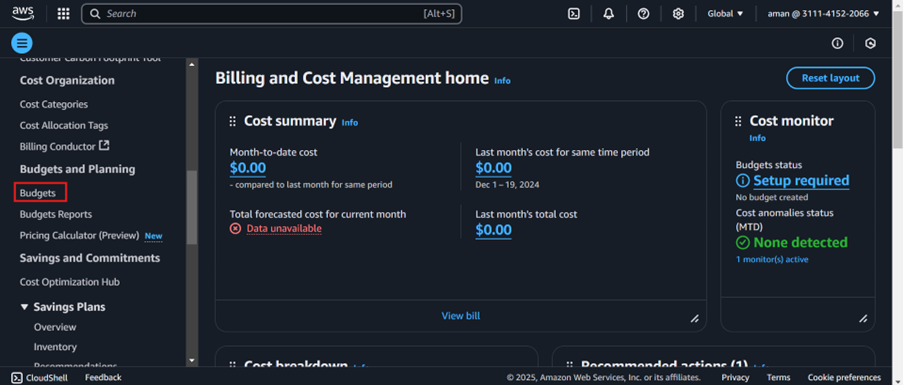 aws
Search [Alt+S]
Global ▼
aman @ 3111-4152-2066 ▼
Customer Carbon Footprint Tool
Cost Organization
Cost Categories
Cost Allocation Tags
Billing Conductor
Budgets and Planning
Budgets
Budgets Reports
Pricing Calculator (Preview) New
Savings and Commitments
Cost Optimization Hub
▼ Savings Plans
Overview
Inventory
Recommendations
Billing and Cost Management home Info
Reset layout
Cost summary Info
Month-to-date cost
$0.00
- compared to last month for same period
Last month's cost for same time period
$0.00
Dec 1 – 19, 2024
Total forecasted cost for current month
Data unavailable
Last month's total cost
$0.00
View bill
Cost monitor
Info
Budgets status
Setup required
No budget created
Cost anomalies status
(MTD)
None detected
1 monitor(s) active
Cost breakdown Info
Recommended actions (1) Info
CloudShell
Feedback
© 2025, Amazon Web Services, Inc. or its affiliates.
Privacy
Terms
Cookie preferences